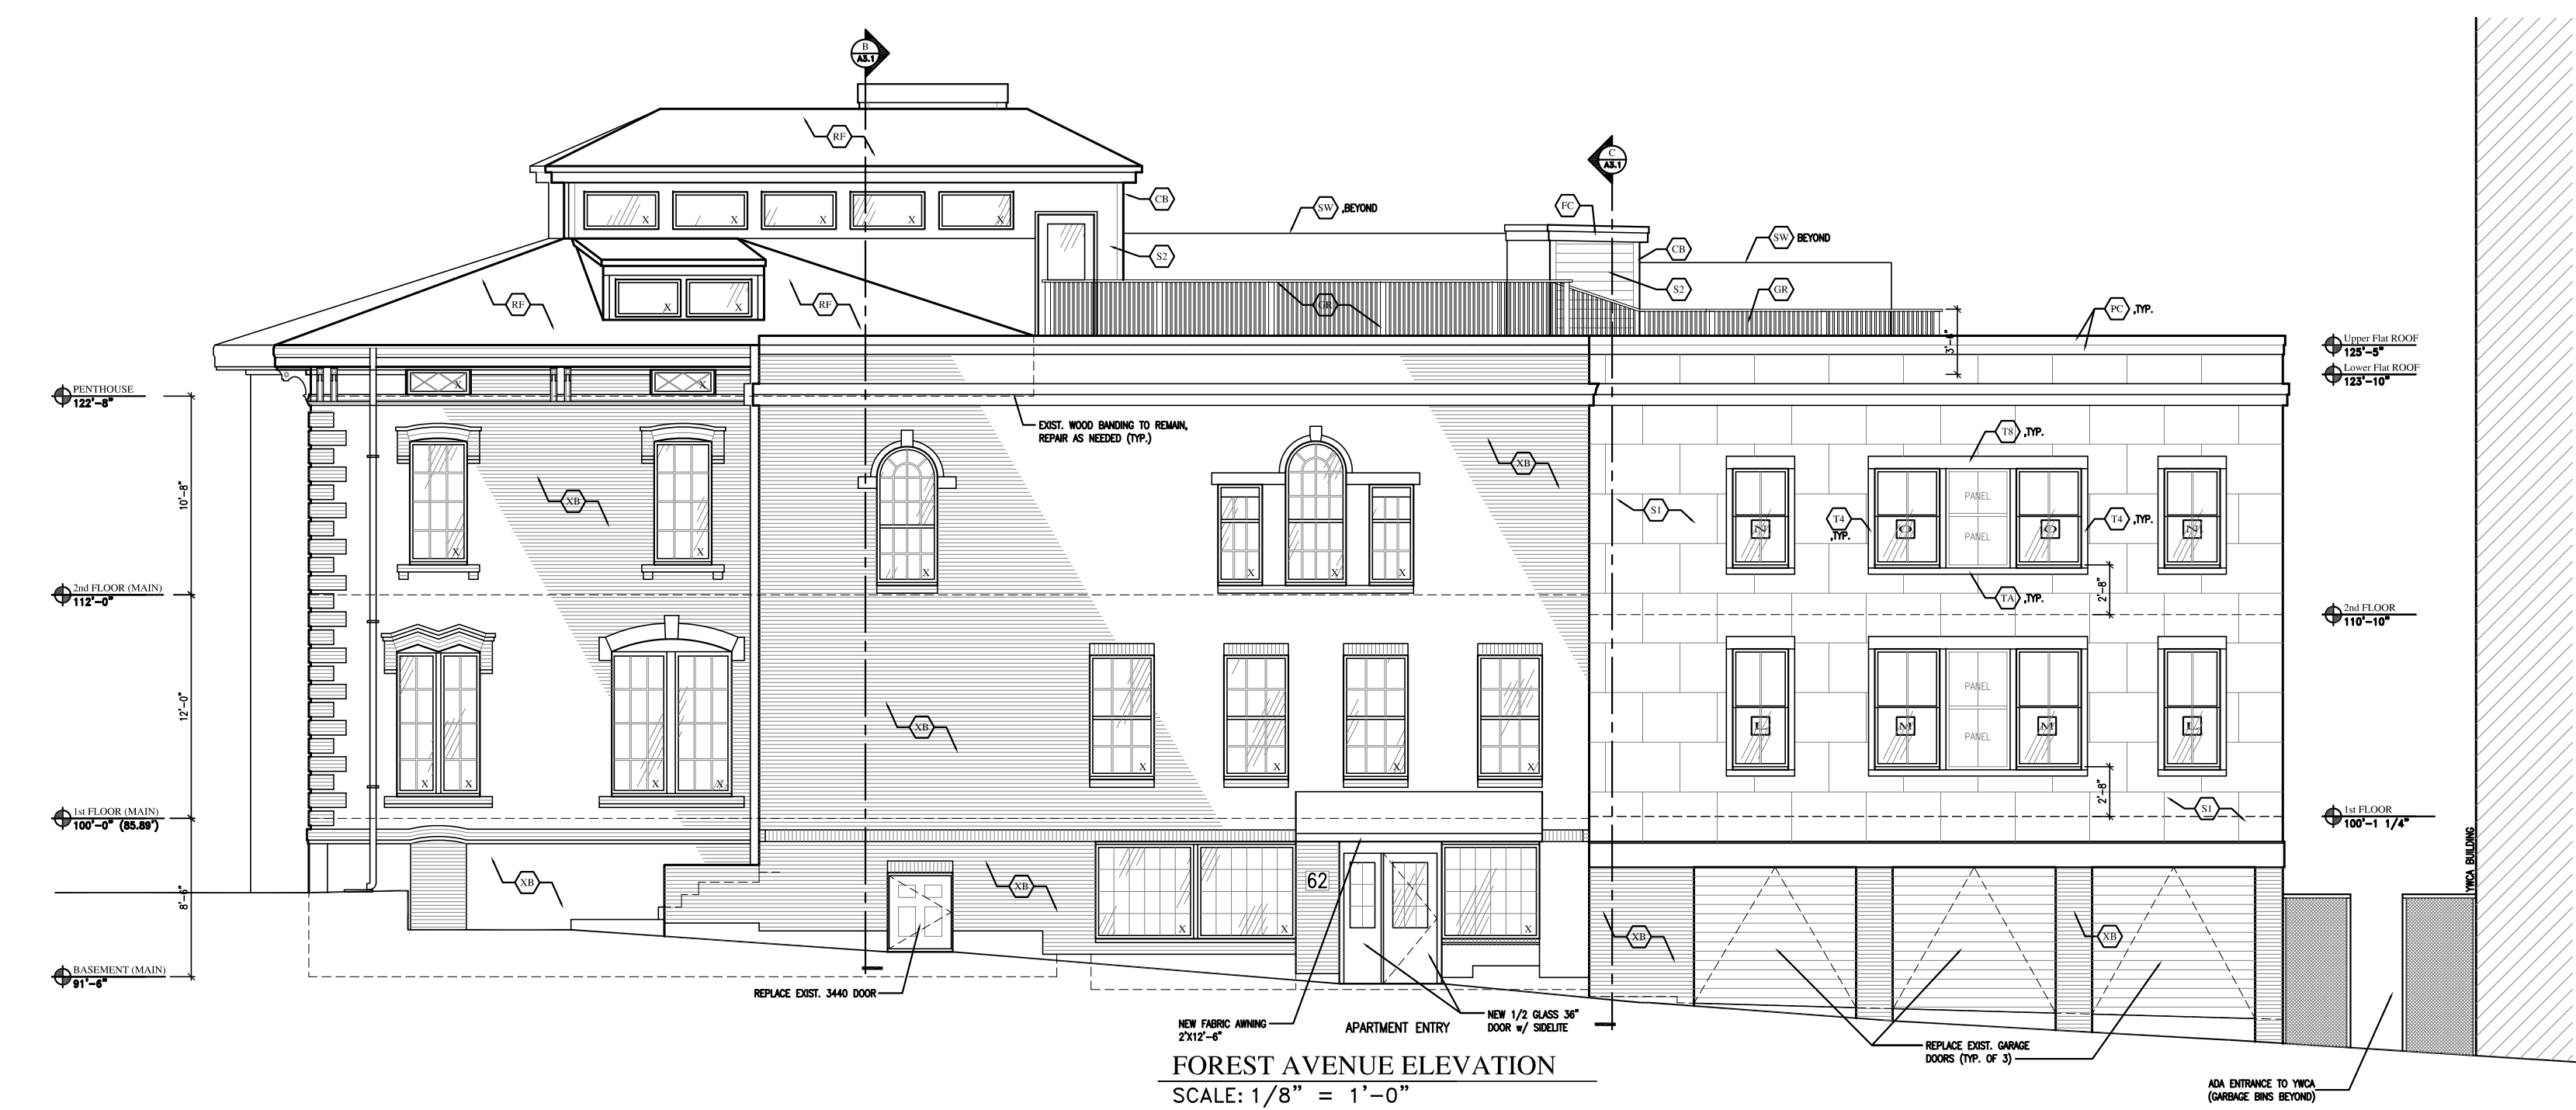 B
A3.1
RF
C
A3.1
X X X X X
CB
SW ,BEYOND
FC
CB
SW BEYOND
S2
S2
GR
GR
RF
X X
RF
PC ,TYP.
3'-6"
Upper Flat ROOF
125'-5"
Lower Flat ROOF
123'-10"
PENTHOUSE
122'-8"
X X
EXIST. WOOD BANDING TO REMAIN,
REPAIR AS NEEDED (TYP.)
T8 ,TYP.
XB
XB
S1
10'-8"
PANEL
T4
,TYP.
N O O N
T4 ,TYP.
PANEL
X X X X X X
2nd FLOOR (MAIN)
112'-0"
TA ,TYP.
2'-8"
2nd FLOOR
110'-10"
12'-0"
PANEL
XB
L M M L
PANEL
X X X X
X X X X
2'-8"
S1
1st FLOOR (MAIN)
100'-0" (85.89')
1st FLOOR
100'-1 1/4"
YWCA BUILDING
8'-6"
XB
XB
62
X X X
XB
XB
BASEMENT (MAIN)
91'-6"
REPLACE EXIST. 3440 DOOR
NEW FABRIC AWNING
2'X12'-6"
APARTMENT ENTRY
NEW 1/2 GLASS 36"
DOOR w/ SIDELITE
REPLACE EXIST. GARAGE
DOORS (TYP. OF 3)
ADA ENTRANCE TO YWCA
(GARBAGE BINS BEYOND)
FOREST AVENUE ELEVATION
SCALE: 1/8" = 1'-0"